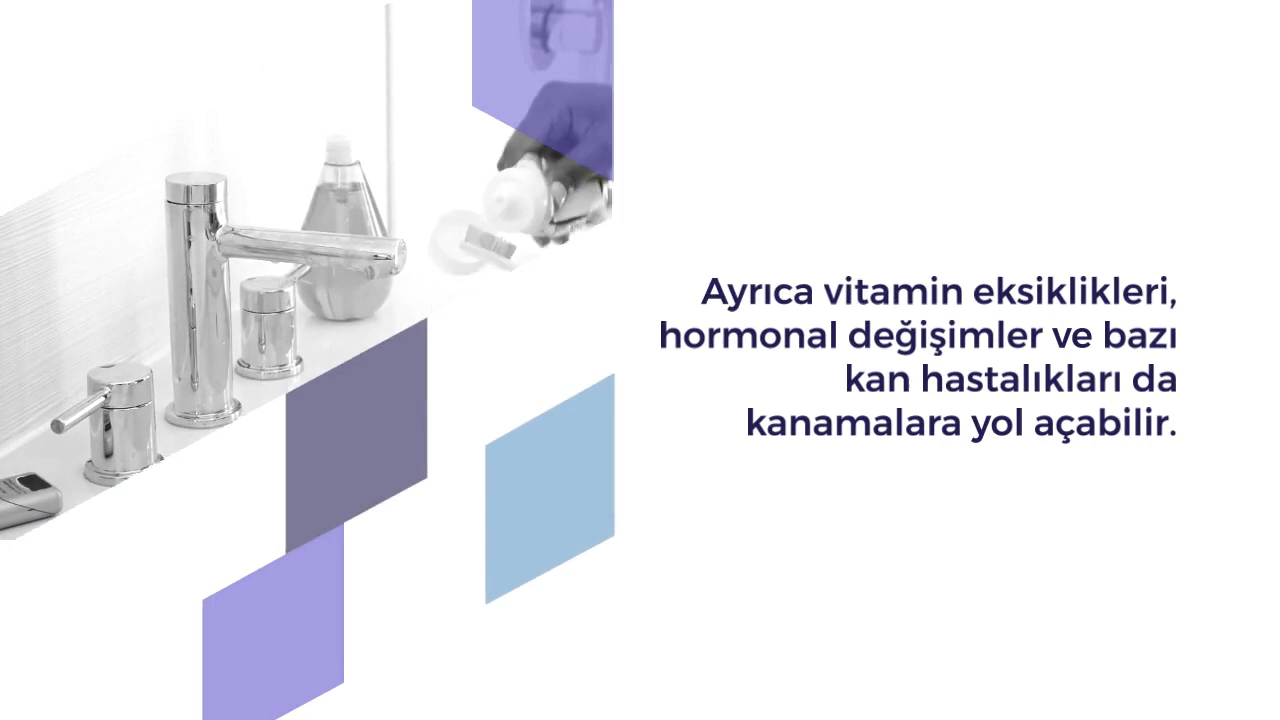 Ayrıca vitamin eksiklikleri,
hormonal değişimler ve bazı
kan hastalıkları da
kanamalara yol açabilir.